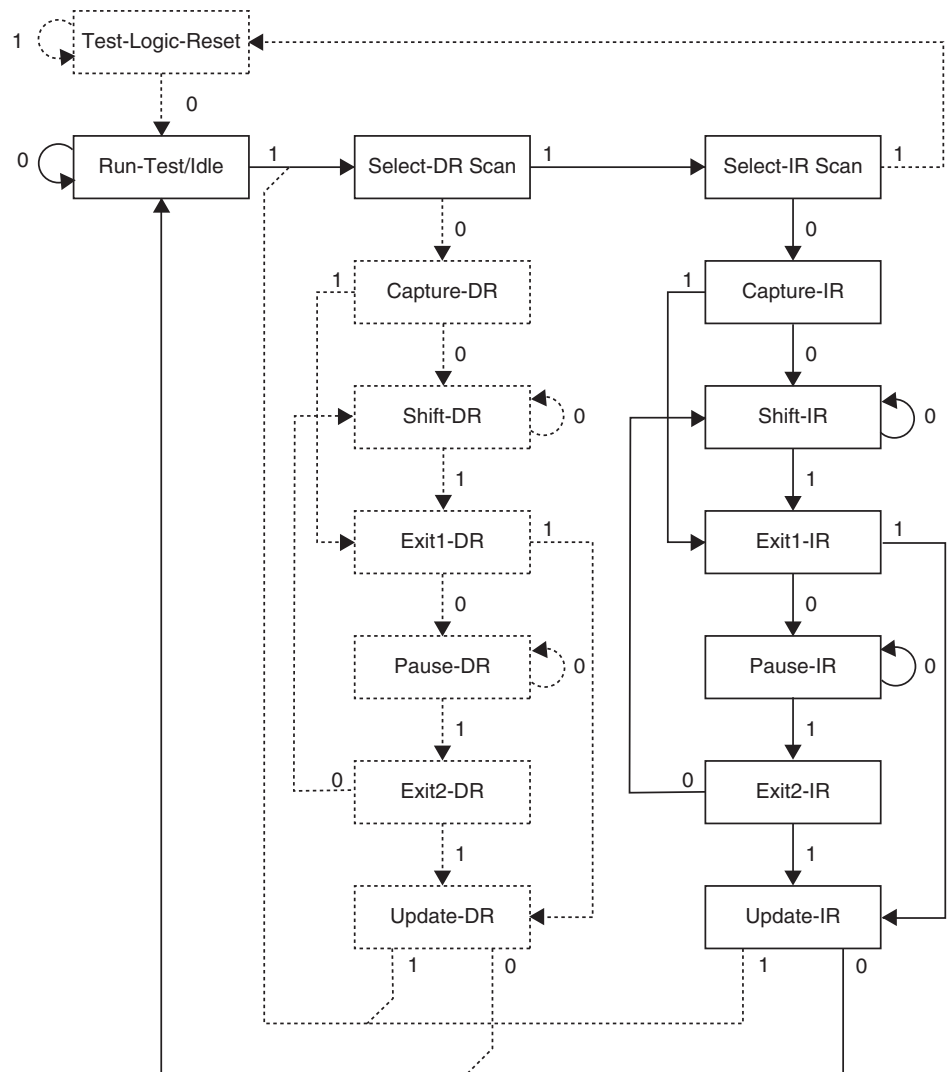 1 Test-Logic-Reset
0
0 Run-Test/Idle 1 Select-DR Scan 1 Select-IR Scan 1
0 0
1 Capture-DR 1 Capture-IR
0 0
Shift-DR 0 Shift-IR 0
1 1
Exit1-DR 1 Exit1-IR 1
0 0
Pause-DR 0 Pause-IR 0
1 1
0 Exit2-DR 0 Exit2-IR
1 1
Update-DR Update-IR
1 0 1 0